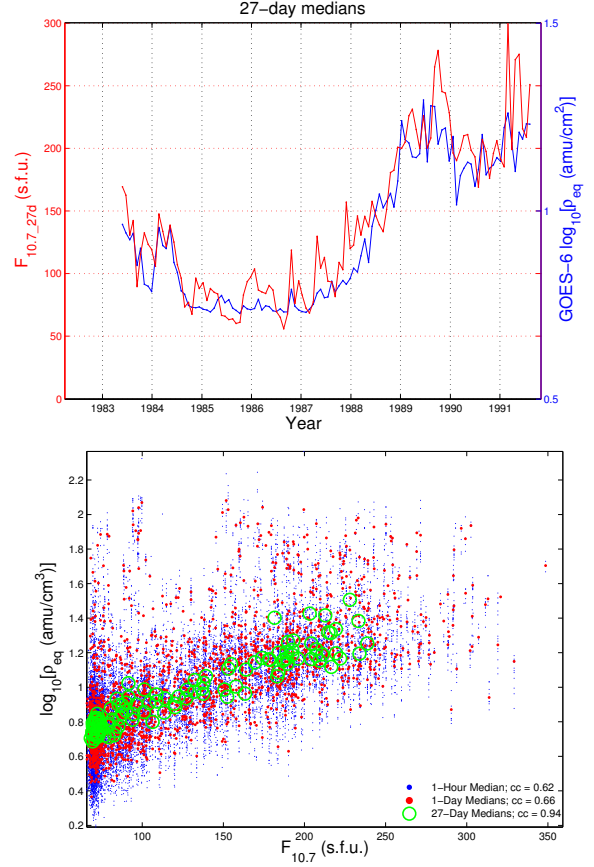 27-day medians
300
250
200
150
100
50
0
F10.7_27d (s.f.u.)
1.5
1
0.5
GOES-6 log10[ρeq (amu/cm²)]
1983 1984 1985 1986 1987 1988 1989 1990 1991
Year
2.2
2
1.8
1.6
1.4
1.2
1
0.8
0.6
0.4
0.2
log10[ρeq (amu/cm³)]
1-Hour Median; cc = 0.62
1-Day Medians; cc = 0.66
27-Day Medians; cc = 0.94
100 150 200 250 300 350
F10.7 (s.f.u.)